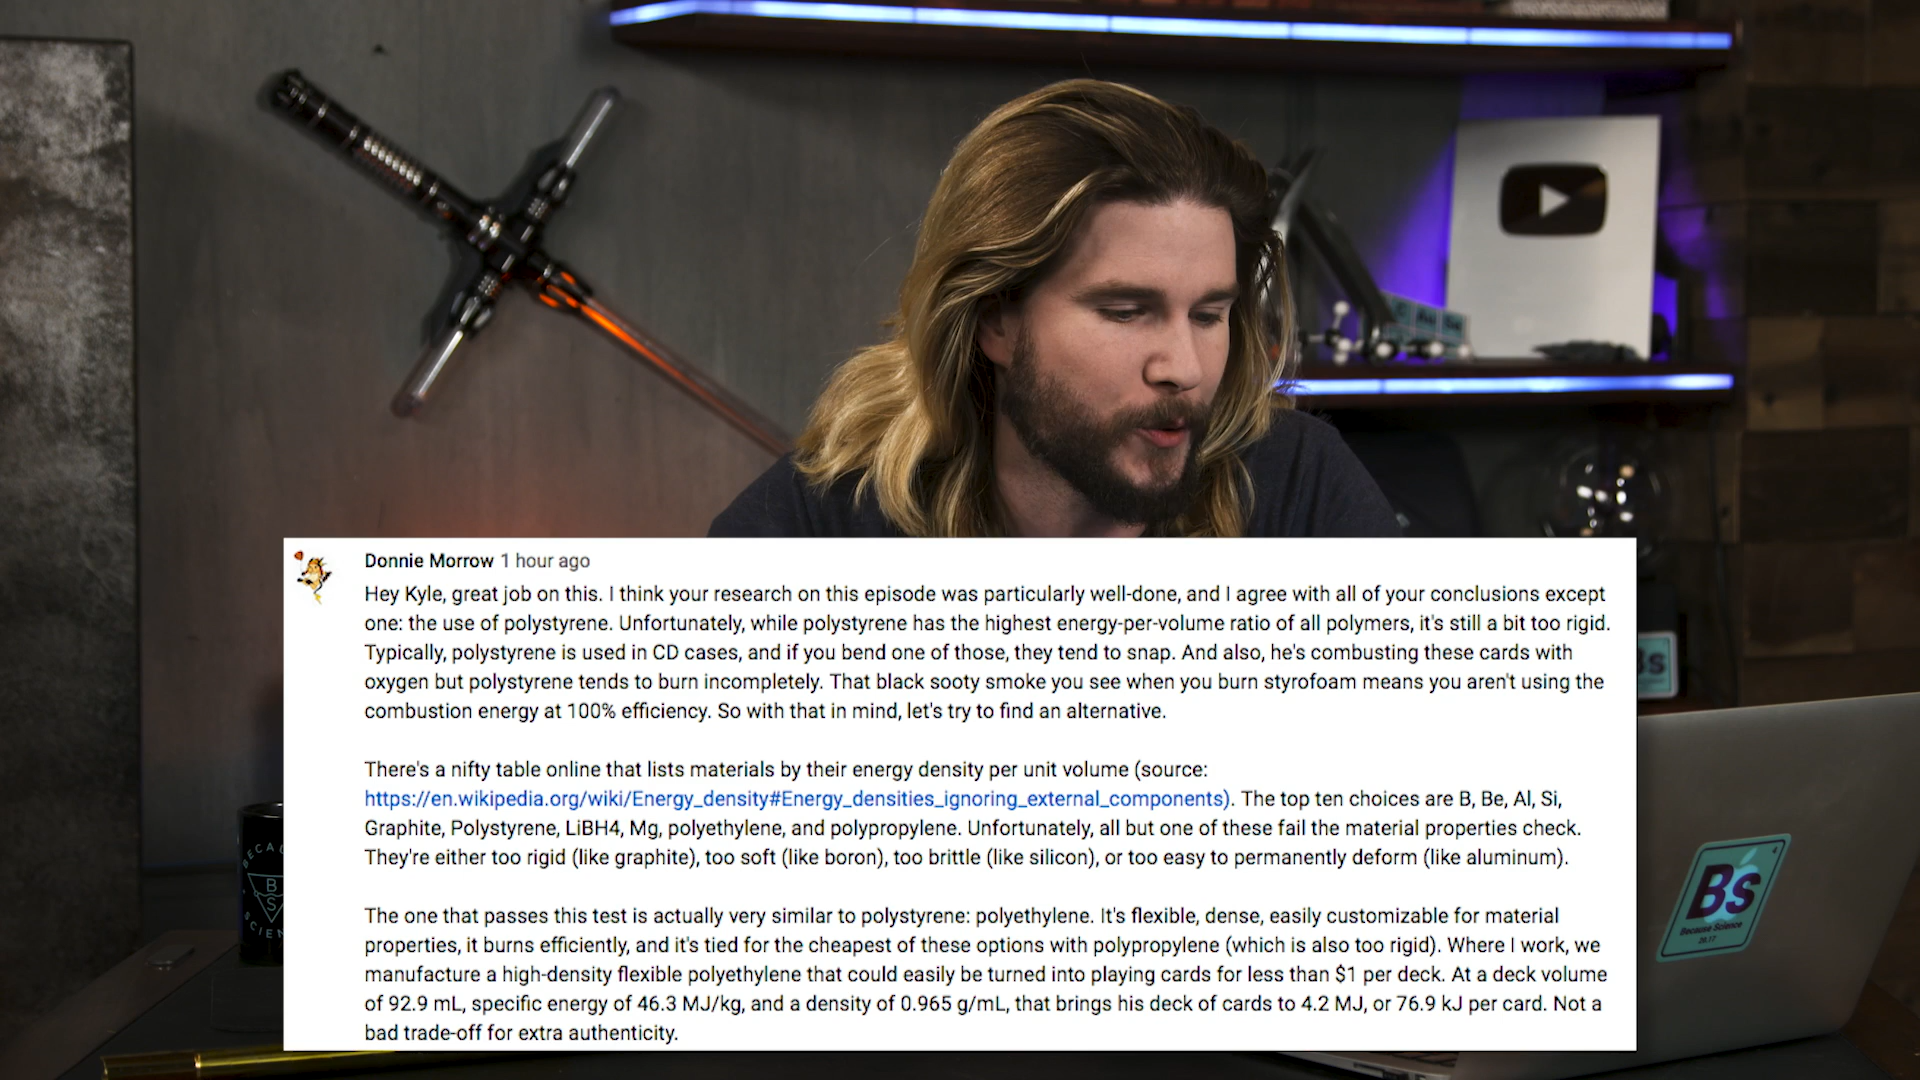 Donnie Morrow 1 hour ago
Hey Kyle, great job on this. I think your research on this episode was particularly well-done, and I agree with all of your conclusions except
one: the use of polystyrene. Unfortunately, while polystyrene has the highest energy-per-volume ratio of all polymers, it's still a bit too rigid.
Typically, polystyrene is used in CD cases, and if you bend one of those, they tend to snap. And also, he's combusting these cards with
oxygen but polystyrene tends to burn incompletely. That black sooty smoke you see when you burn styrofoam means you aren't using the
combustion energy at 100% efficiency. So with that in mind, let's try to find an alternative.
There's a nifty table online that lists materials by their energy density per unit volume (source:
https://en.wikipedia.org/wiki/Energy_density#Energy_densities_ignoring_external_components). The top ten choices are B, Be, Al, Si,
Graphite, Polystyrene, LiBH4, Mg, polyethylene, and polypropylene. Unfortunately, all but one of these fail the material properties check.
They're either too rigid (like graphite), too soft (like boron), too brittle (like silicon), or too easy to permanently deform (like aluminum).
The one that passes this test is actually very similar to polystyrene: polyethylene. It's flexible, dense, easily customizable for material
properties, it burns efficiently, and it's tied for the cheapest of these options with polypropylene (which is also too rigid). Where I work, we
manufacture a high-density flexible polyethylene that could easily be turned into playing cards for less than $1 per deck. At a deck volume
of 92.9 mL, specific energy of 46.3 MJ/kg, and a density of 0.965 g/mL, that brings his deck of cards to 4.2 MJ, or 76.9 kJ per card. Not a
bad trade-off for extra authenticity.
Bs
Bs
Because Science
20.17
B
S